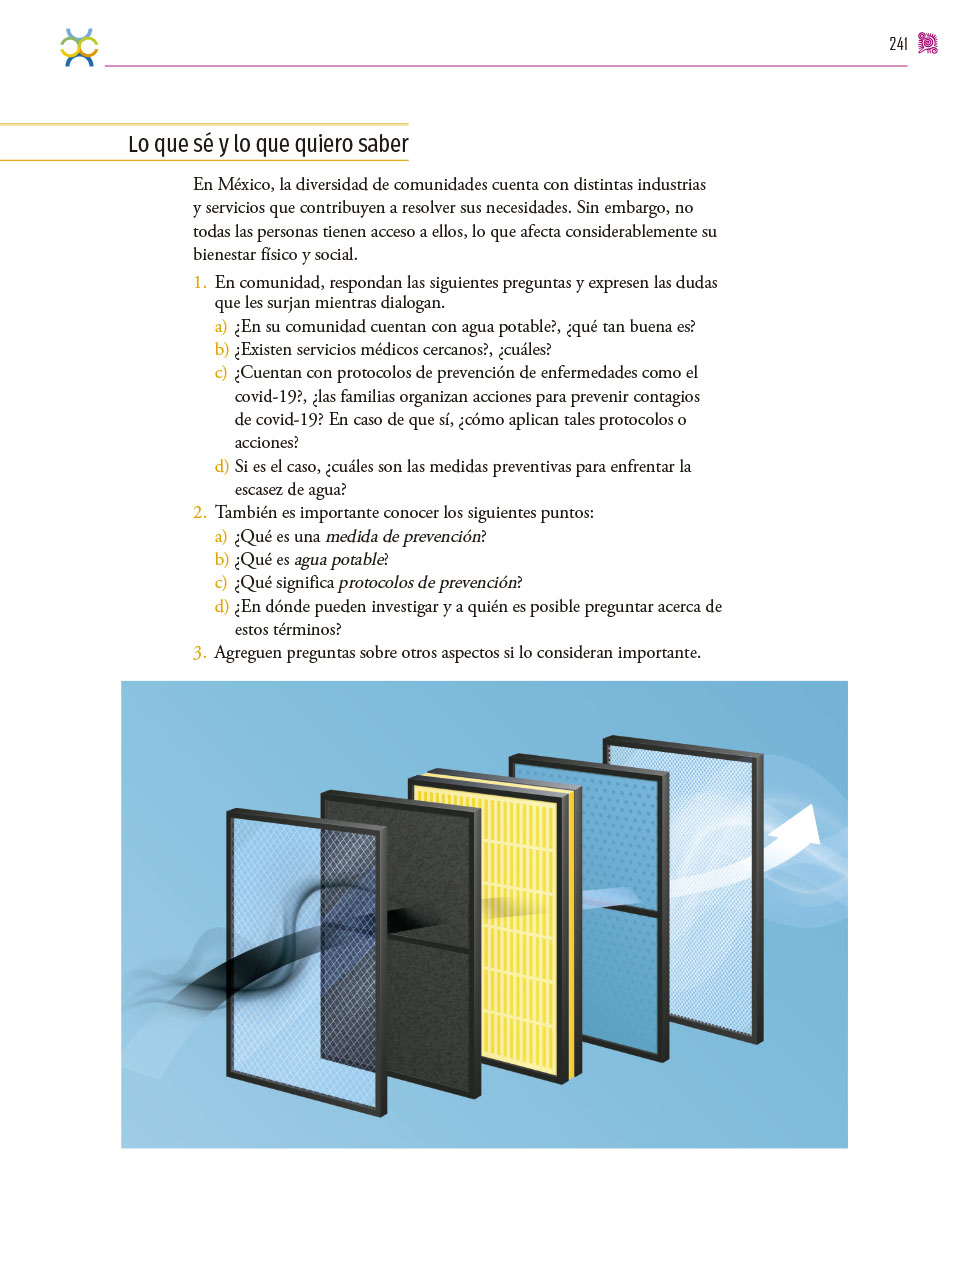 241
Lo que sé y lo que quiero saber
En México, la diversidad de comunidades cuenta con distintas industrias
y servicios que contribuyen a resolver sus necesidades. Sin embargo, no
todas las personas tienen acceso a ellos, lo que afecta considerablemente su
bienestar físico y social.
1. En comunidad, respondan las siguientes preguntas y expresen las dudas
que les surjan mientras dialogan.
a) ¿En su comunidad cuentan con agua potable?, ¿qué tan buena es?
b) ¿Existen servicios médicos cercanos?, ¿cuáles?
c) ¿Cuentan con protocolos de prevención de enfermedades como el
covid-19?, ¿las familias organizan acciones para prevenir contagios
de covid-19? En caso de que sí, ¿cómo aplican tales protocolos o
acciones?
d) Si es el caso, ¿cuáles son las medidas preventivas para enfrentar la
escasez de agua?
2. También es importante conocer los siguientes puntos:
a) ¿Qué es una medida de prevención?
b) ¿Qué es agua potable?
c) ¿Qué significa protocolos de prevención?
d) ¿En dónde pueden investigar y a quién es posible preguntar acerca de
estos términos?
3. Agreguen preguntas sobre otros aspectos si lo consideran importante.